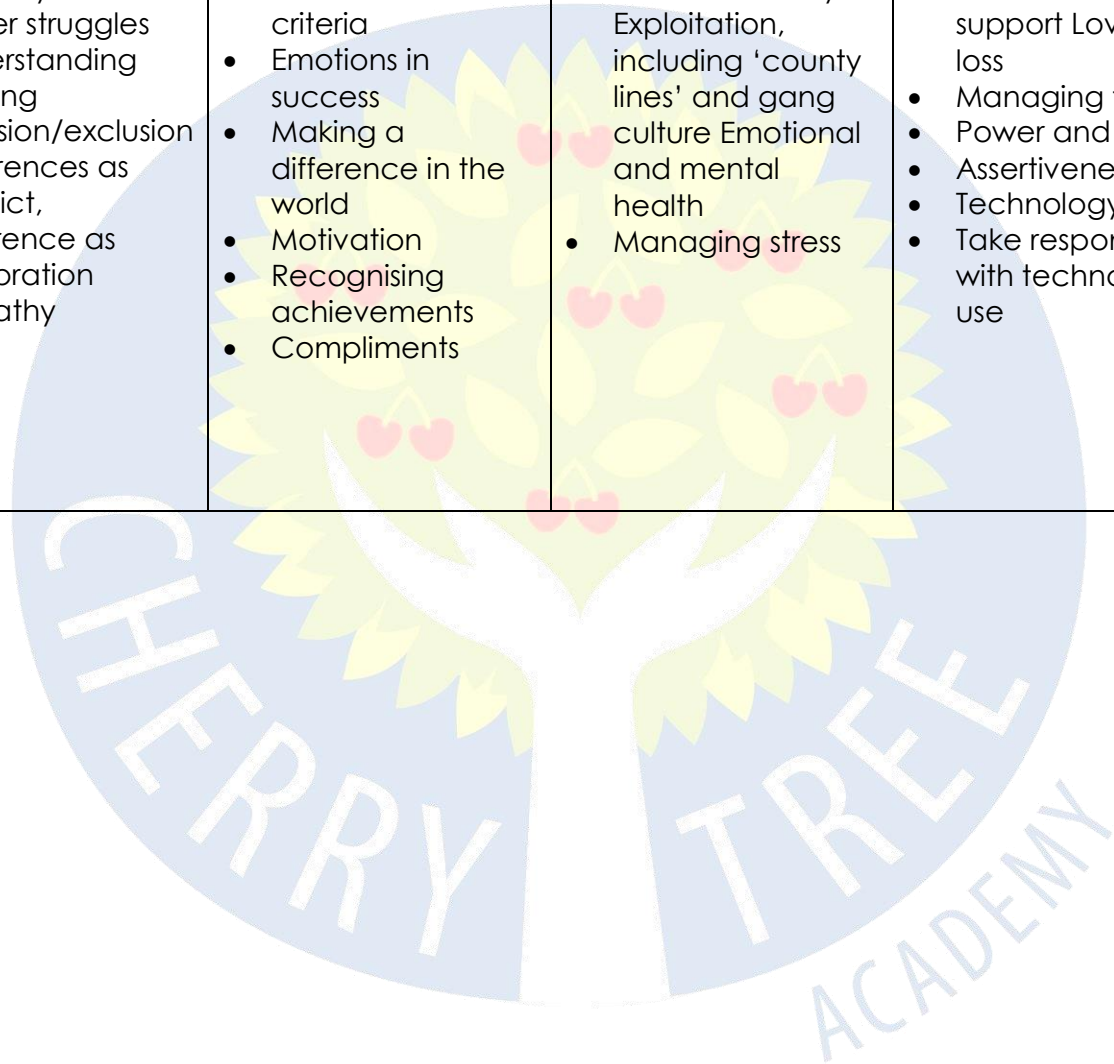 er struggles
erstanding
ng
sion/exclusion
rences as
ict,
rence as
oration
athy
criteria
• Emotions in
success
• Making a
difference in the
world
• Motivation
• Recognising
achievements
• Compliments
Exploitation,
including ‘county
lines’ and gang
culture Emotional
and mental
health
• Managing stress
support Lov
loss
• Managing
• Power and
• Assertivene
• Technology
• Take respon
with techno
use
CHERRY TREE
ACADEMY